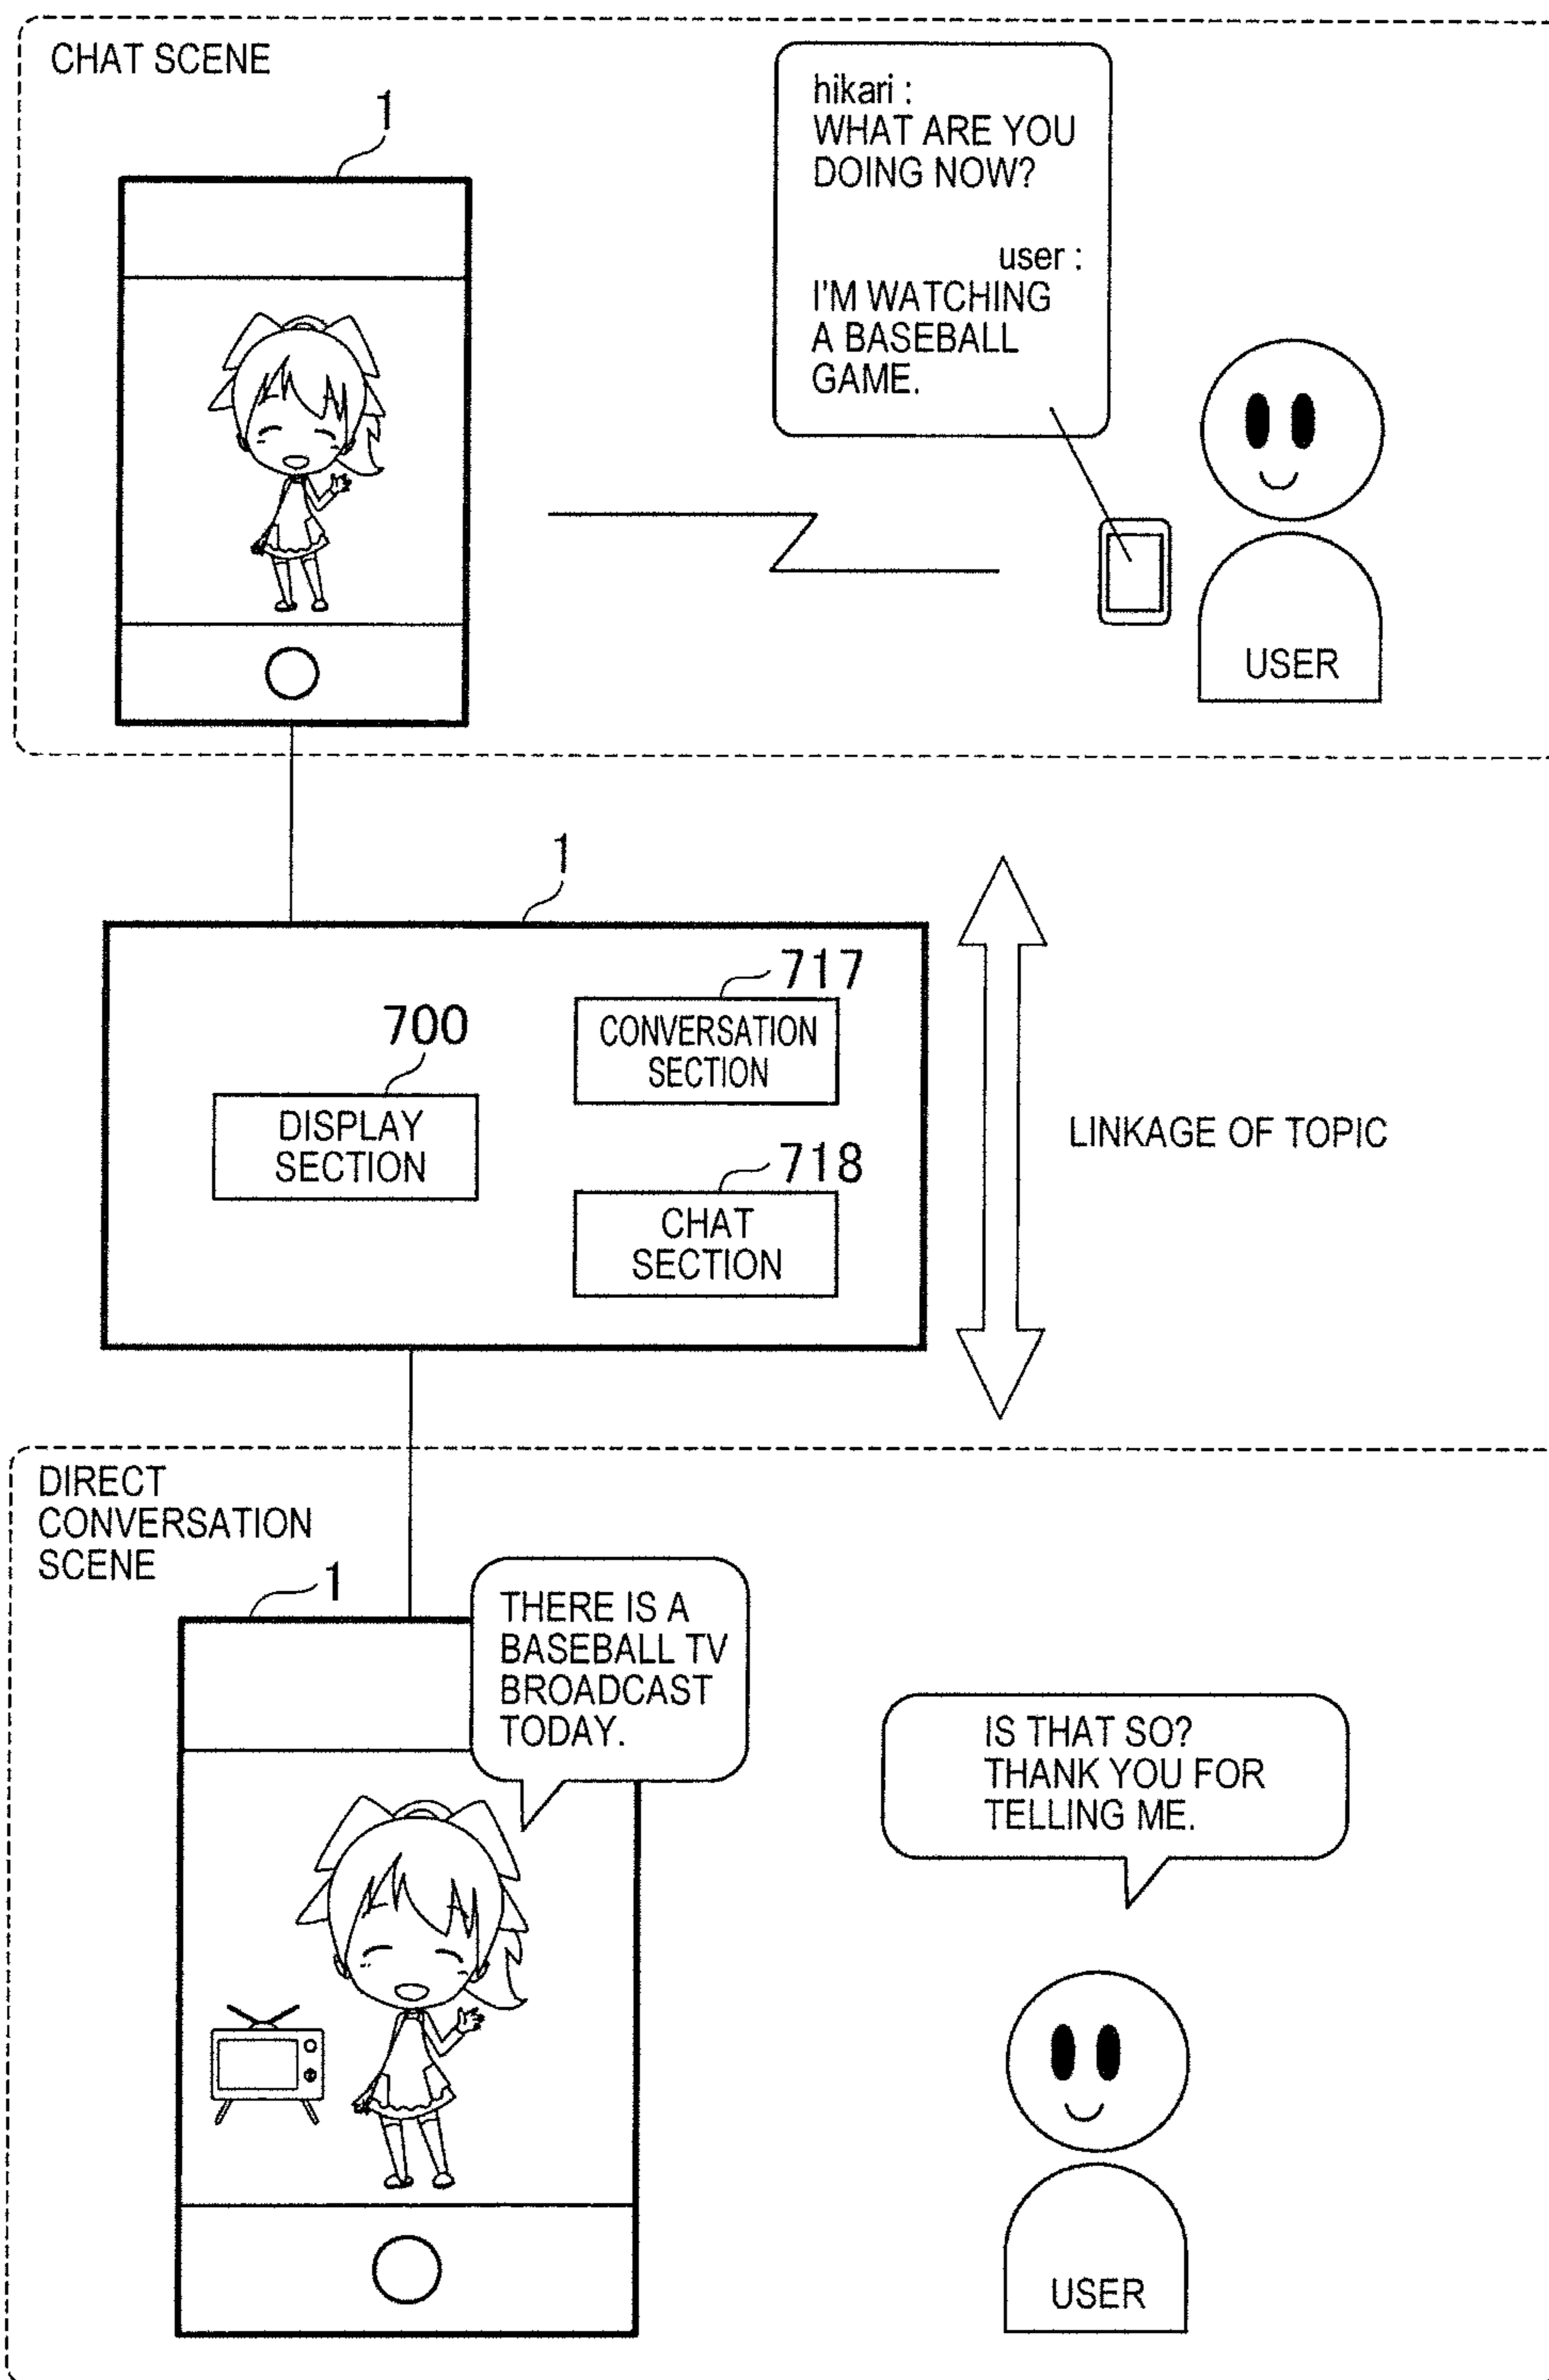 CHAT SCENE
1
hikari :
WHAT ARE YOU
DOING NOW?
user :
I'M WATCHING
A BASEBALL
GAME.
USER
1
717
CONVERSATION
SECTION
700
DISPLAY
SECTION
718
CHAT
SECTION
LINKAGE OF TOPIC
DIRECT
CONVERSATION
SCENE
1
THERE IS A
BASEBALL TV
BROADCAST
TODAY.
IS THAT SO?
THANK YOU FOR
TELLING ME.
USER